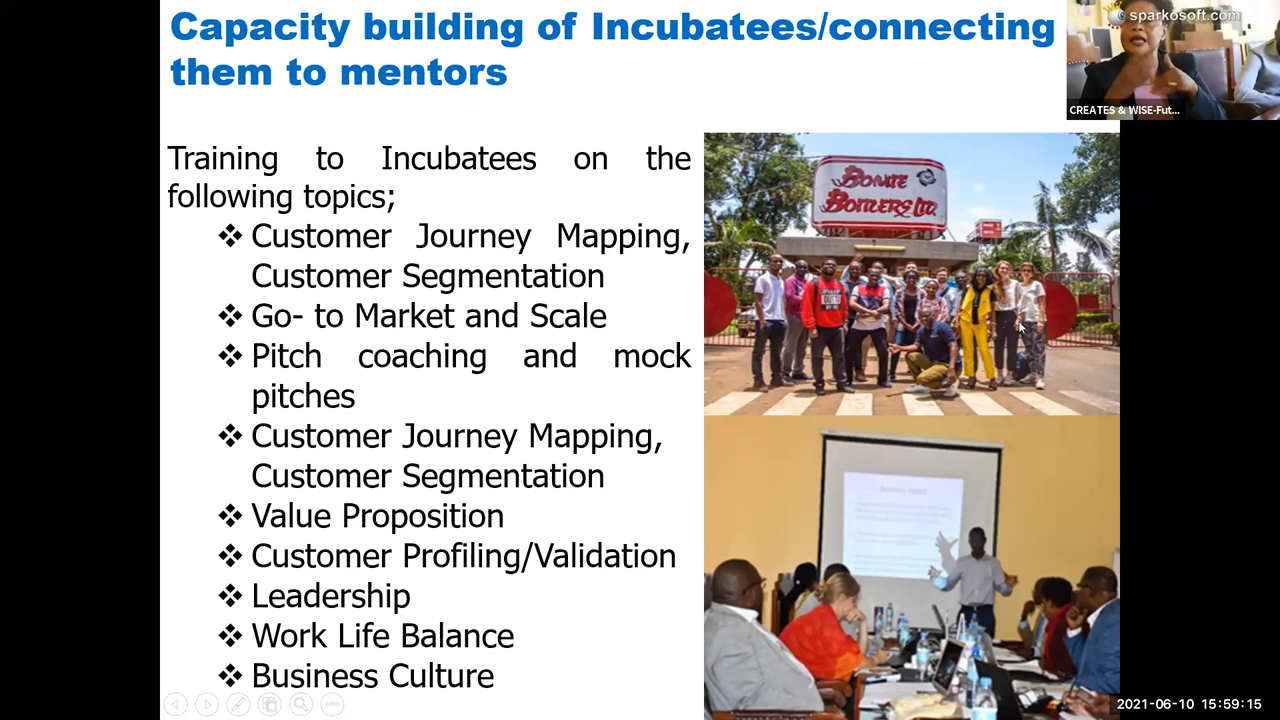 Capacity building of Incubatees/connecting
them to mentors
© sparkosoft.com
CREATES & WISE-Fut...
Training to Incubatees on the
following topics;
❖ Customer Journey Mapping,
Customer Segmentation
❖ Go- to Market and Scale
❖ Pitch coaching and mock
pitches
❖ Customer Journey Mapping,
Customer Segmentation
❖ Value Proposition
❖ Customer Profiling/Validation
❖ Leadership
❖ Work Life Balance
❖ Business Culture
Bonite
Bottlers Ltd.
2021-06-10 15:59:15